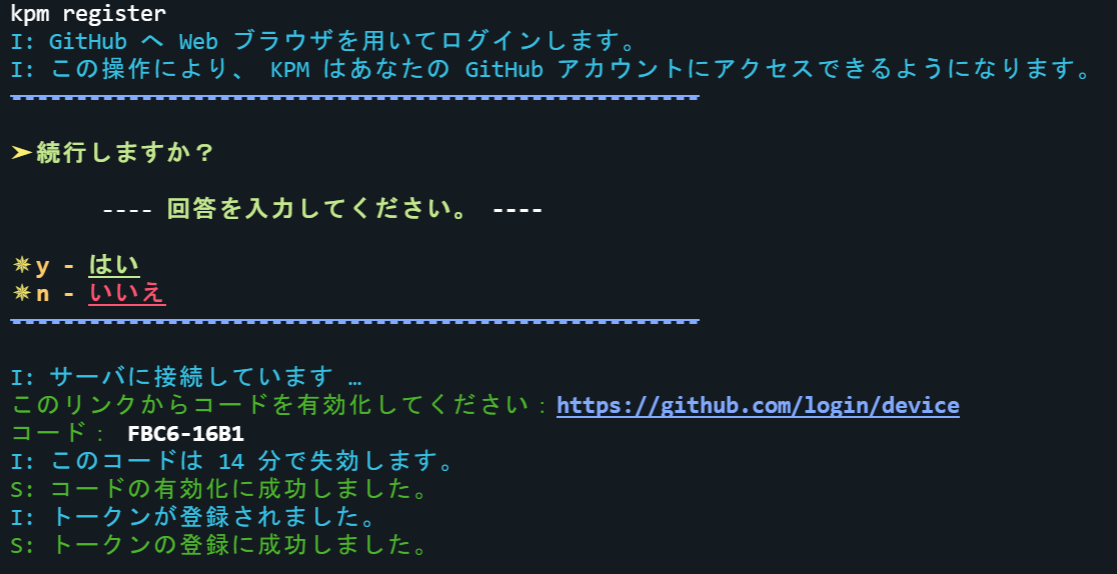 kpm register
I: GitHub へ Web ブラウザを用いてログインします。
I: この操作により、 KPM はあなたの GitHub アカウントにアクセスできるようになります。
-----------------------------------------------------
➤続行しますか？
---- 回答を入力してください。 ----
✵y - はい
✵n - いいえ
-----------------------------------------------------
I: サーバに接続しています …
このリンクからコードを有効化してください：https://github.com/login/device
コード： FBC6-16B1
I: このコードは 14 分で失効します。
S: コードの有効化に成功しました。
I: トークンが登録されました。
S: トークンの登録に成功しました。